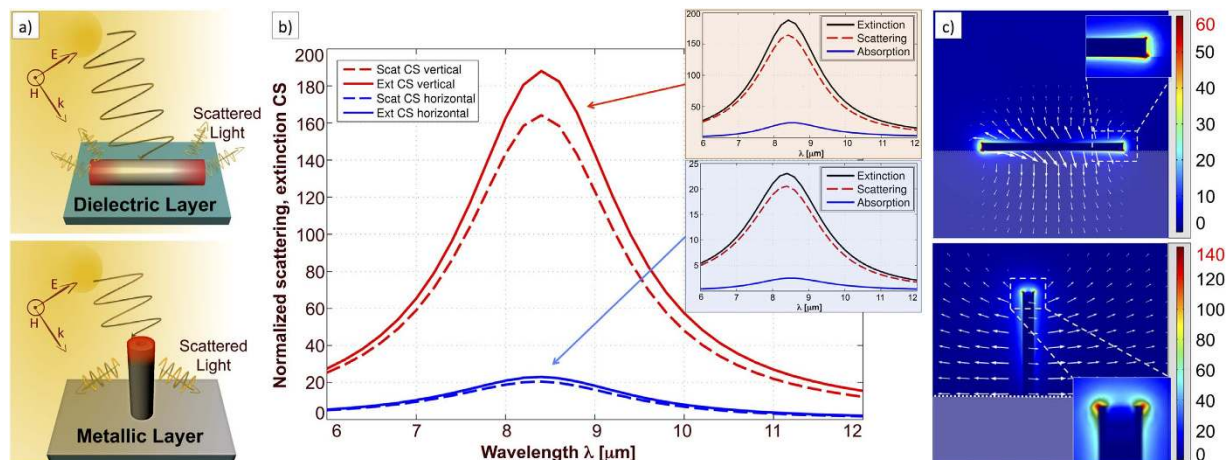 a)
E
H
k
Scattered
Light
Dielectric Layer
E
H
k
Scattered
Light
Metallic Layer
b)
Normalized scattering, extinction CS
200
180
160
140
120
100
80
60
40
20
0
Scat CS vertical
Ext CS vertical
Scat CS horizontal
Ext CS horizontal
6
7
8
9
10
11
12
Wavelength λ [μm]
200
150
100
50
Extinction
Scattering
Absorption
6
7
8
9
10
11
12
λ [μm]
25
20
15
10
5
Extinction
Scattering
Absorption
6
7
8
9
10
11
12
λ [μm]
c)
60
50
40
30
20
10
0
140
120
100
80
60
40
20
0